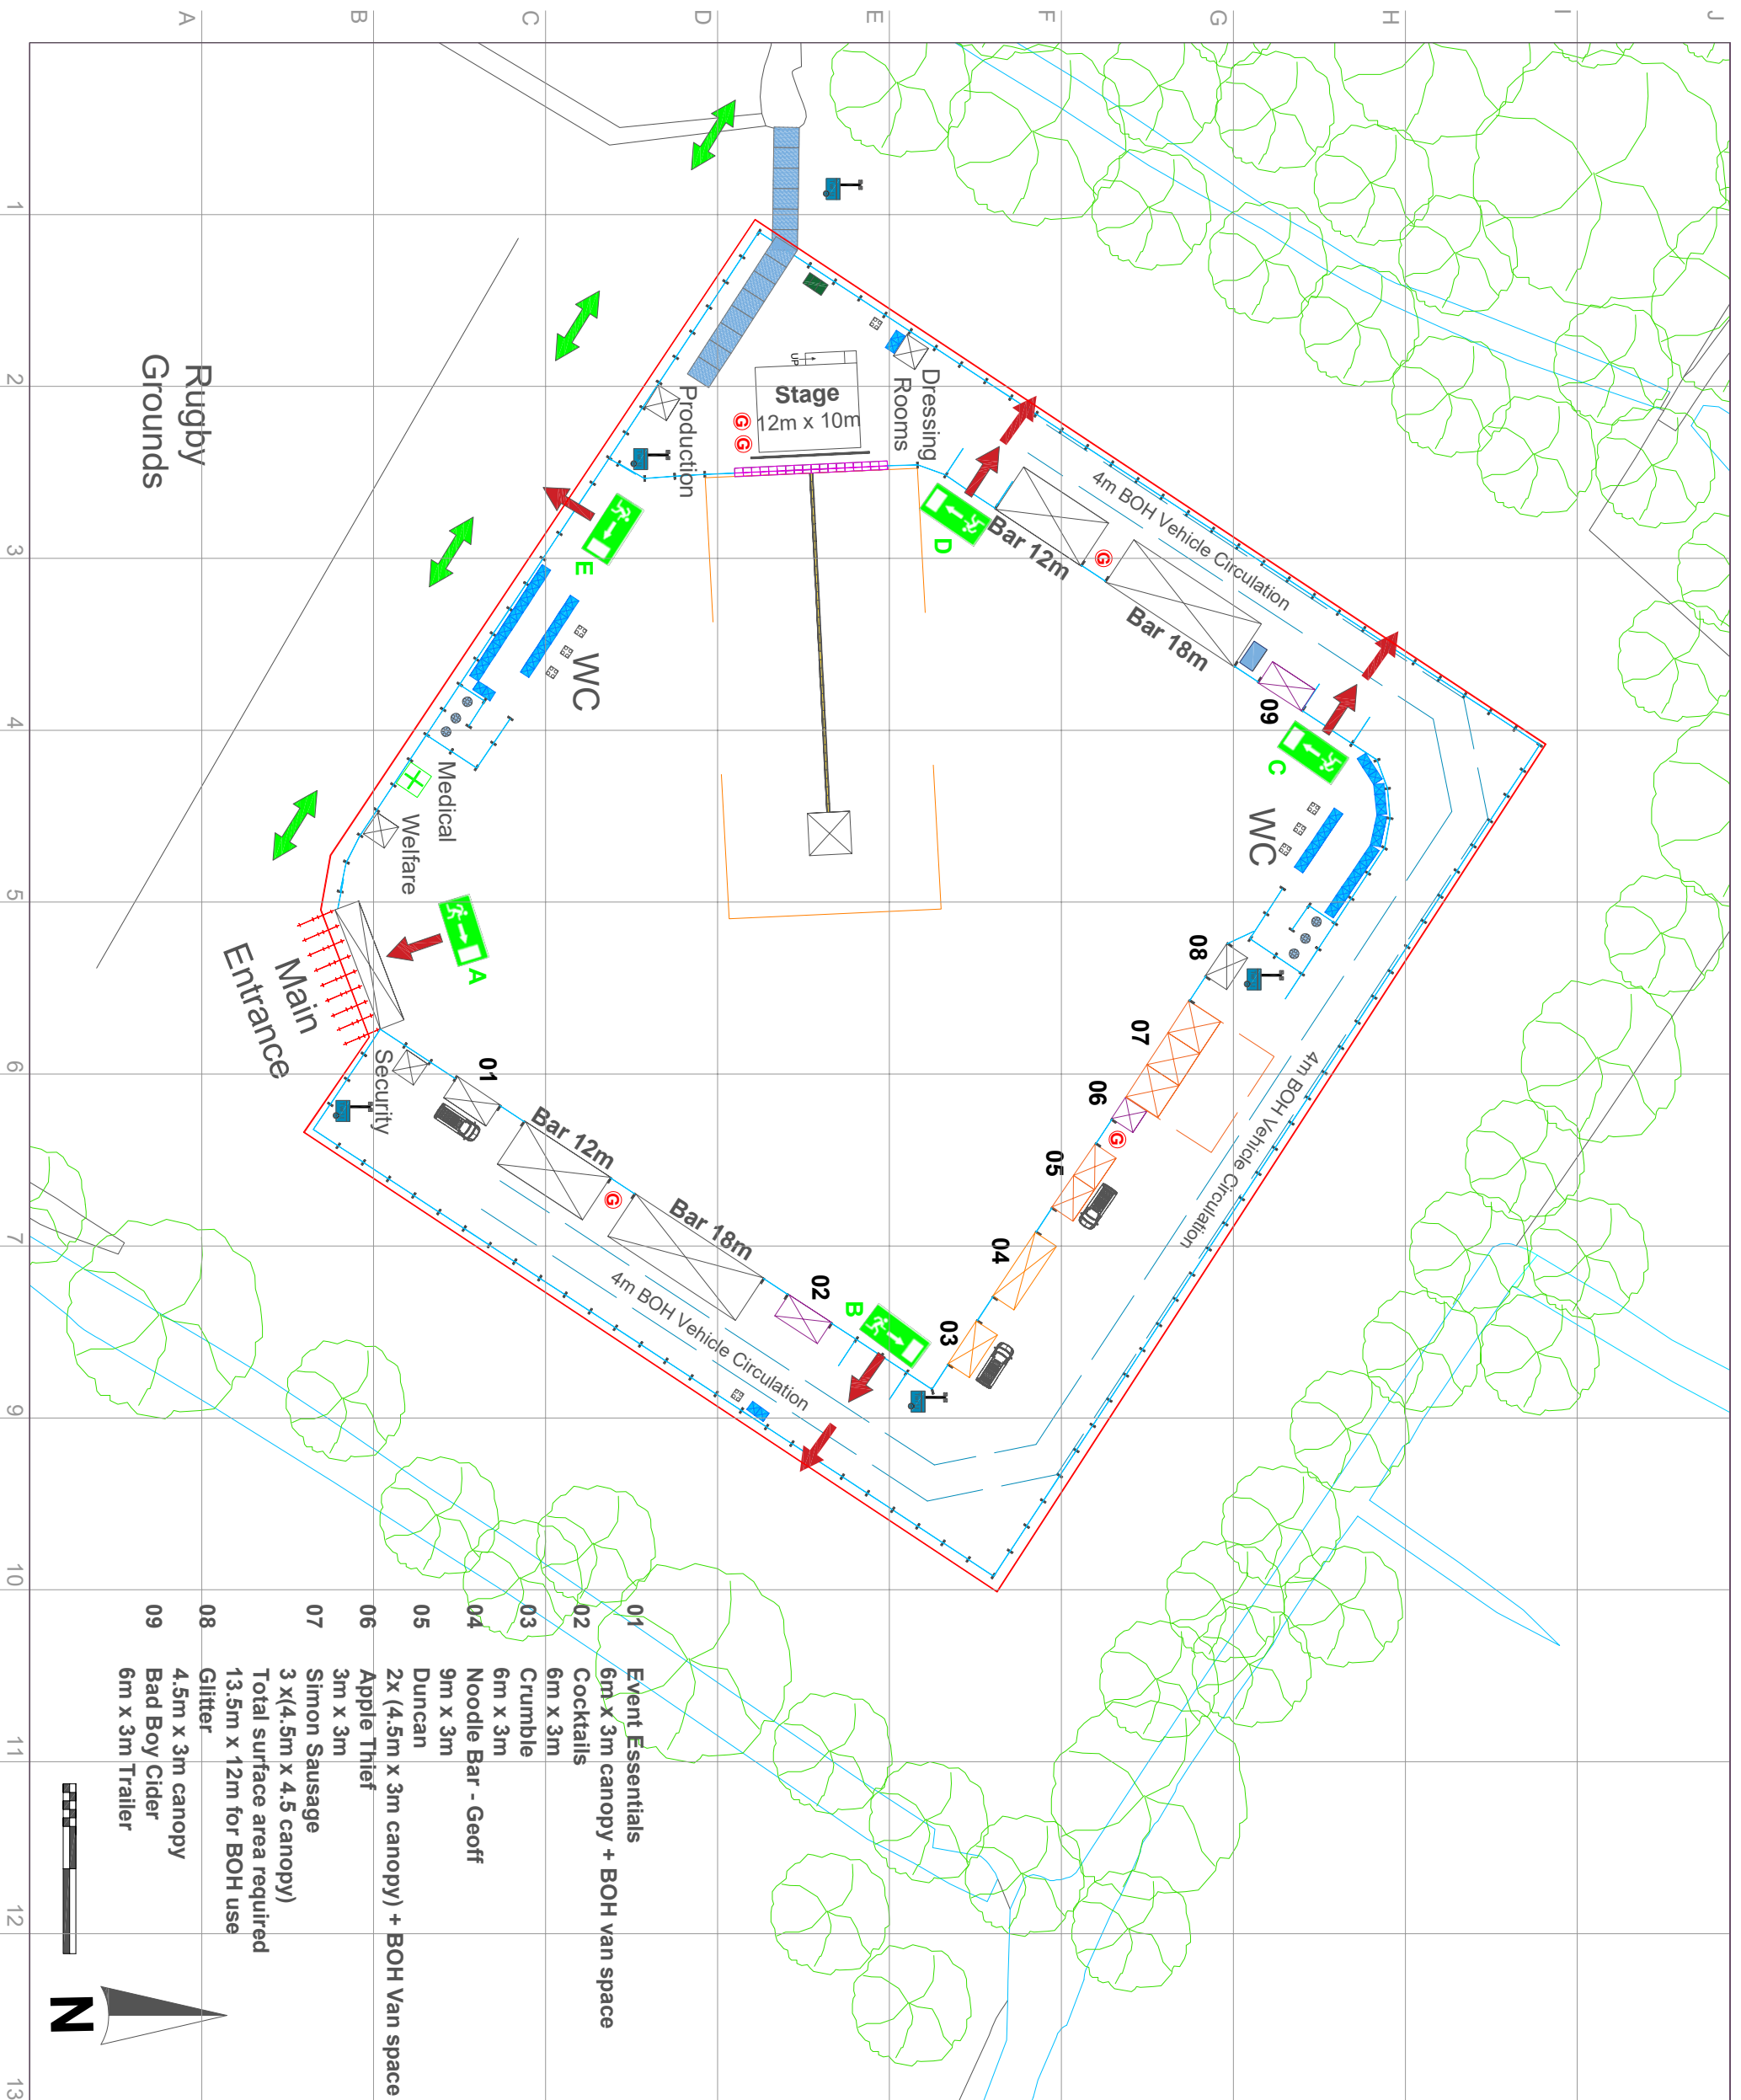 A
B
C
D
E
F
G
H
I
J
1
2
3
4
5
6
7
9
10
11
12
13
Rugby
Grounds
Stage
12m x 10m
UP
G
G
Production
Dressing
Rooms
D
Bar 12m
G
Bar 18m
4m BOH Vehicle Circulation
09
C
WC
E
WC
Medical
Welfare
A
Main
Entrance
Security
01
Bar 12m
G
Bar 18m
4m BOH Vehicle Circulation
02
B
03
04
05
G
06
07
08
4m BOH Vehicle Circulation
01 Event Essentials
6m x 3m canopy + BOH van space
02 Cocktails
6m x 3m
03 Crumble
6m x 3m
04 Noodle Bar - Geoff
9m x 3m
05 Duncan
2x (4.5m x 3m canopy) + BOH Van space
06 Apple Thief
3m x 3m
07 Simon Sausage
3 x(4.5m x 4.5 canopy)
Total surface area required
13.5m x 12m for BOH use
08 Glitter
4.5m x 3m canopy
09 Bad Boy Cider
6m x 3m Trailer
N